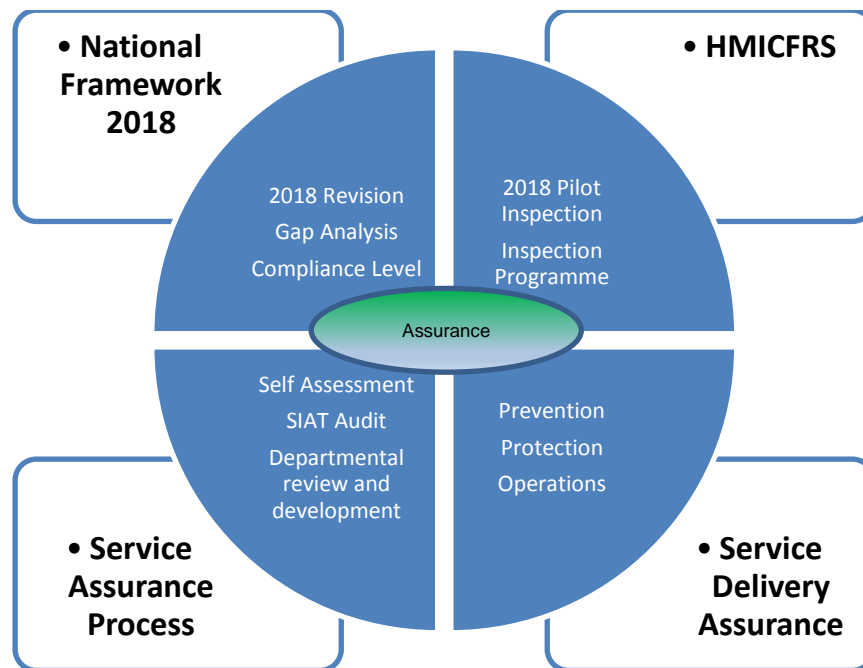 • National
Framework
2018
• HMICFRS
2018 Revision
Gap Analysis
Compliance Level
2018 Pilot
Inspection
Inspection
Programme
Assurance
Self Assessment
SIAT Audit
Departmental
review and
development
Prevention
Protection
Operations
• Service
Assurance
Process
• Service
Delivery
Assurance